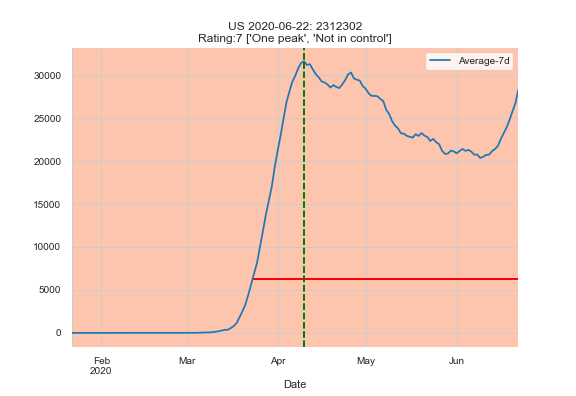 US 2020-06-22: 2312302
Rating:7 ['One peak', 'Not in control']
Average-7d
30000
25000
20000
15000
10000
5000
0
Feb Mar Apr May Jun
2020
Date